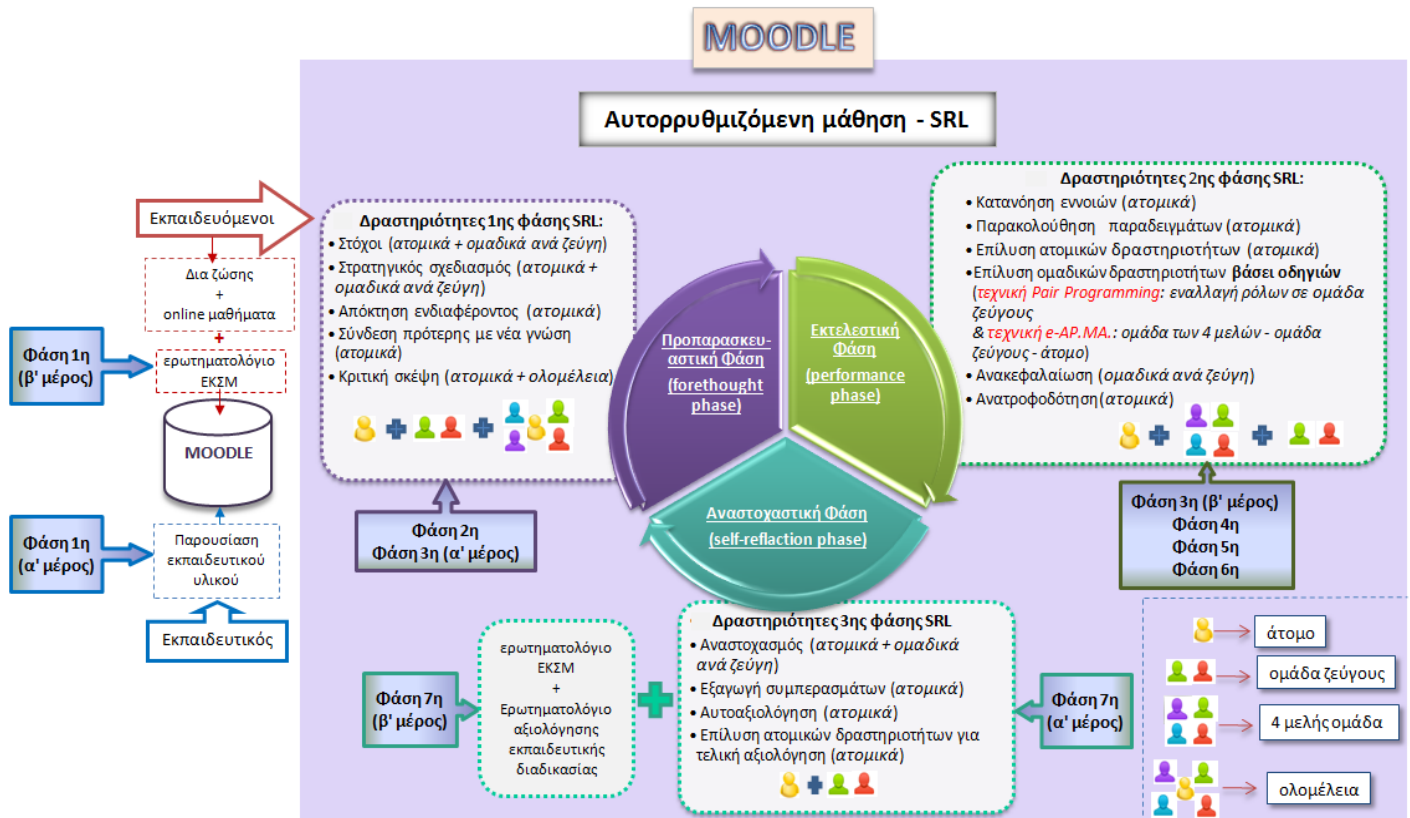 MOODLE
Αυτορρυθμιζόμενη μάθηση - SRL
Εκπαιδευόμενοι
Δια ζώσης
+
online μαθήματα
+
ερωτηματολόγιο
ΕΚΣΜ
Φάση 1η
(β' μέρος)
MOODLE
Φάση 1η
(α' μέρος)
Παρουσίαση
εκπαιδευτικού
υλικού
Εκπαιδευτικός
Δραστηριότητες 1ης φάσης SRL:
• Στόχοι (ατομικά + ομαδικά ανά ζεύγη)
• Στρατηγικός σχεδιασμός (ατομικά +
ομαδικά ανά ζεύγη)
• Απόκτηση ενδιαφέροντος (ατομικά)
• Σύνδεση πρότερης με νέα γνώση
(ατομικά)
• Κριτική σκέψη (ατομικά + ολομέλεια)
Φάση 2η
Φάση 3η (α' μέρος)
Προπαρασκευ-
αστική Φάση
(forethought
phase)
Εκτελεστική
Φάση
(performance
phase)
Αναστοχαστική Φάση
(self-reflaction phase)
Δραστηριότητες 2ης φάσης SRL:
• Κατανόηση εννοιών (ατομικά)
• Παρακολούθηση παραδειγμάτων (ατομικά)
• Επίλυση ατομικών δραστηριοτήτων (ατομικά)
• Επίλυση ομαδικών δραστηριοτήτων βάσει οδηγιών
(τεχνική Pair Programming: εναλλαγή ρόλων σε ομάδα
ζεύγους
& τεχνική e-AP.MA.: ομάδα των 4 μελών - ομάδα
ζεύγους - άτομο)
• Ανακεφαλαίωση (ομαδικά ανά ζεύγη)
• Ανατροφοδότηση(ατομικά)
Φάση 3η (β' μέρος)
Φάση 4η
Φάση 5η
Φάση 6η
Φάση 7η
(β' μέρος)
ερωτηματολόγιο
ΕΚΣΜ
+
Ερωτηματολόγιο
αξιολόγησης
εκπαιδευτικής
διαδικασίας
Δραστηριότητες 3ης φάσης SRL
• Αναστοχασμός (ατομικά + ομαδικά
ανά ζεύγη)
• Εξαγωγή συμπερασμάτων (ατομικά)
• Αυτοαξιολόγηση (ατομικά)
• Επίλυση ατομικών δραστηριοτήτων για
τελική αξιολόγηση (ατομικά)
Φάση 7η
(α' μέρος)
άτομο
ομάδα ζεύγους
4 μελής ομάδα
ολομέλεια